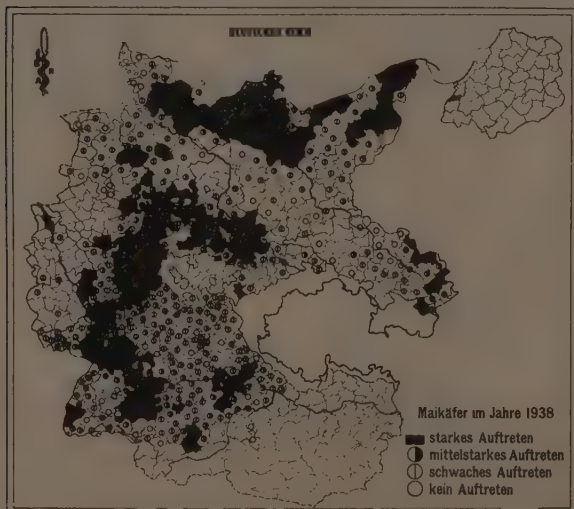 Maikäfer im Jahre 1938
starkes Auftreten
mittelstarkes Auftreten
schwaches Auftreten
kein Auftreten